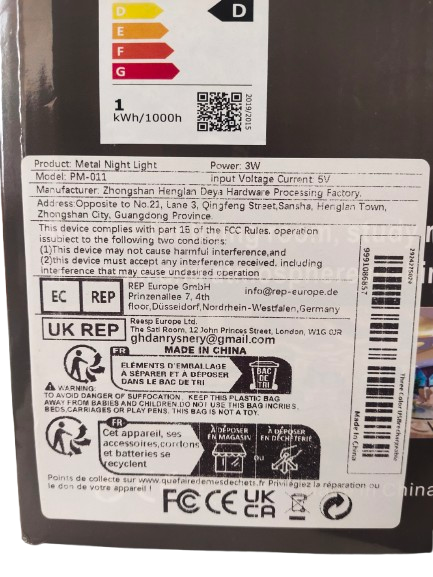 D
D
E
F
G
1
kWh/1000h
2019/2015
Product: Metal Night Light
Power: 3W
Model: PM-011
Input Voltage Current: 5V
Manufacturer: Zhongshan Henglan Deya Hardware Processing Factory.
Address:Opposite to No.21, Lane 3, Qingfeng Street,Sansha, Henglan Town,
Zhongshan City, Guangdong Province
This device complies with part 15 of the FCC Rules. operation
issubject to the following two conditions:
(1)This device may not cause harmful interference,and
(2)this device must accept any interference received, including
interference that may cause undesired operation
EC REP
REP Europe GmbH
info@rep-europe.de
Prinzenallee 7, 4th
floor,Düsseldorf,Nordrhein-Westfalen,Germany
UK REP
Reesp Europe Ltd.
The Sati Room, 12 John Princes Street, London, W1G 0JR
ghdanrysnery@gmail.com
FR
MADE IN CHINA
ELÉMENTS D'EMBALLAGE
À SÉPARER ET À DÉPOSER
DANS LE BAC DE TRI
BAC
DE TRI
WARNING:
TO AVOID DANGER OF SUFFOCATION. KEEP THIS PLASTIC BAG
AWAY FROM BABIES AND CHILDREN.DO NOT USE THIS BAG INCRIBS,
BEDS,CARRIAGES OR PLAY PENS. THIS BAG IS NOT A TOY.
FR
Cet appareil, ses
accessoires,cordons
et batteries se
recyclent
À DÉPOSER
EN MAGASIN
OU
À DÉPOSER
EN DÉCHÈTERIE
Points de collecte sur www.quefairedemesdechets.fr Privilégiez la réparation ou
le don de votre appareil !
FC CE UK
CA
Three Color USBrechargeable
Made In China
china